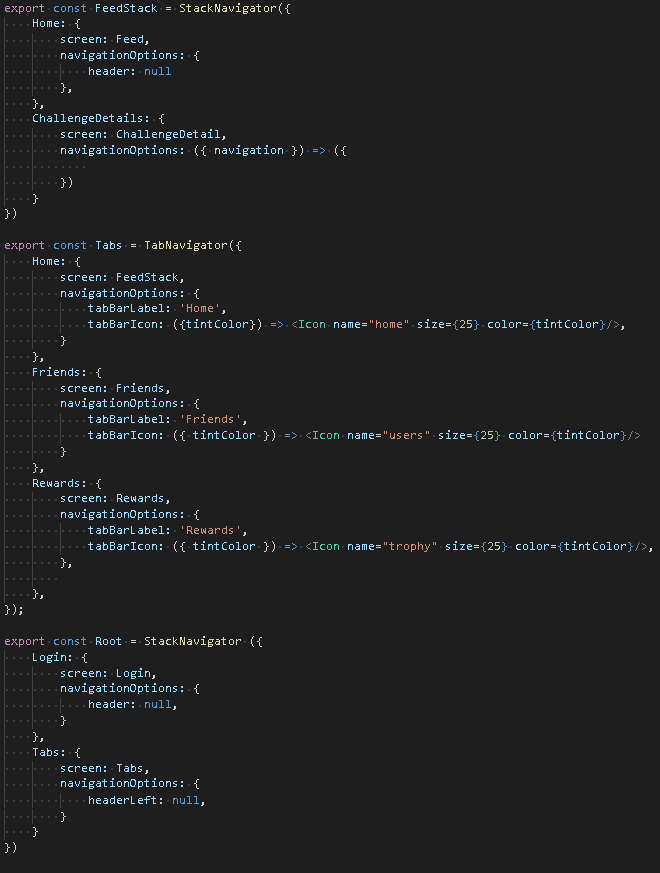 export const FeedStack = StackNavigator({
    Home: {
        screen: Feed,
        navigationOptions: {
            header: null
        },
    },
    ChallengeDetails: {
        screen: ChallengeDetail,
        navigationOptions: ({ navigation }) => ({

        })
    }
})

export const Tabs = TabNavigator({
    Home: {
        screen: FeedStack,
        navigationOptions: {
            tabBarLabel: 'Home',
            tabBarIcon: ({tintColor}) => <Icon name="home" size={25} color={tintColor}/>,
        }
    },
    Friends: {
        screen: Friends,
        navigationOptions: {
            tabBarLabel: 'Friends',
            tabBarIcon: ({ tintColor }) => <Icon name="users" size={25} color={tintColor}/>
        }
    },
    Rewards: {
        screen: Rewards,
        navigationOptions: {
            tabBarLabel: 'Rewards',
            tabBarIcon: ({ tintColor }) => <Icon name="trophy" size={25} color={tintColor}/>,
        },

    },
});

export const Root = StackNavigator ({
    Login: {
        screen: Login,
        navigationOptions: {
            header: null,
        }
    },
    Tabs: {
        screen: Tabs,
        navigationOptions: {
            headerLeft: null,
        }
    }
})